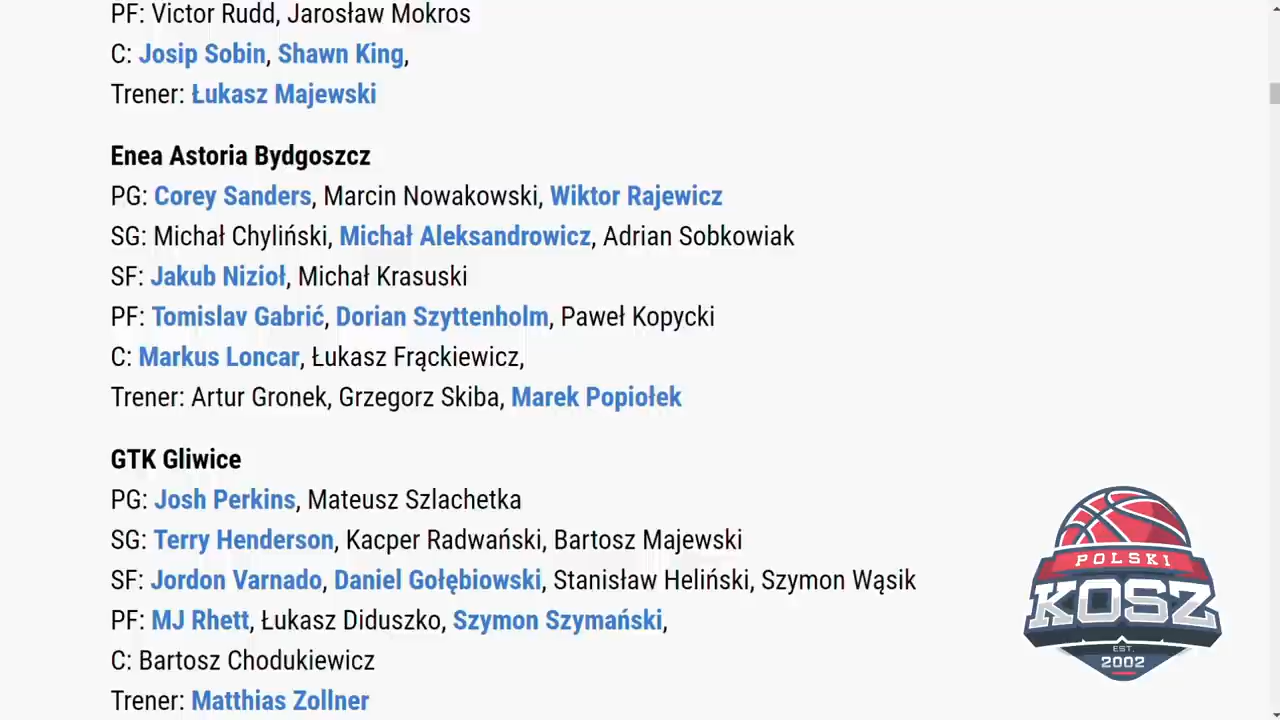 PF: Victor Rudd, Jarosław Mokros
C: Josip Sobin, Shawn King,
Trener: Łukasz Majewski
Enea Astoria Bydgoszcz
PG: Corey Sanders, Marcin Nowakowski, Wiktor Rajewicz
SG: Michał Chyliński, Michał Aleksandrowicz, Adrian Sobkowiak
SF: Jakub Nizioł, Michał Krasuski
PF: Tomislav Gabrić, Dorian Szyttenholm, Paweł Kopycki
C: Markus Loncar, Łukasz Frąckiewicz,
Trener: Artur Gronek, Grzegorz Skiba, Marek Popiołek
GTK Gliwice
PG: Josh Perkins, Mateusz Szlachetka
SG: Terry Henderson, Kacper Radwański, Bartosz Majewski
SF: Jordon Varnado, Daniel Gołębiowski, Stanisław Heliński, Szymon Wąsik
PF: MJ Rhett, Łukasz Diduszko, Szymon Szymański,
C: Bartosz Chodukiewicz
Trener: Matthias Zollner
POLSKI
KOSZ
EST.
2002